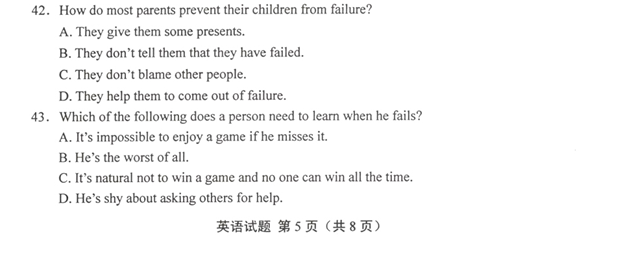 42. How do most parents prevent their children from failure?
A. They give them some presents.
B. They don't tell them that they have failed.
C. They don't blame other people.
D. They help them to come out of failure.
43. Which of the following does a person need to learn when he fails?
A. It's impossible to enjoy a game if he misses it.
B. He's the worst of all.
C. It's natural not to win a game and no one can win all the time.
D. He's shy about asking others for help.
英语试题 第 5 页（共 8 页）